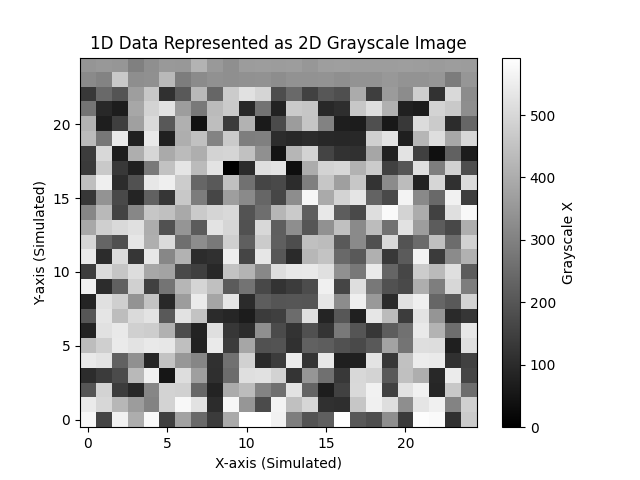 1D Data Represented as 2D Grayscale Image
20
15
10
5
0
Y-axis (Simulated)
0 5 10 15 20
X-axis (Simulated)
500
400
300
200
100
0
Grayscale X